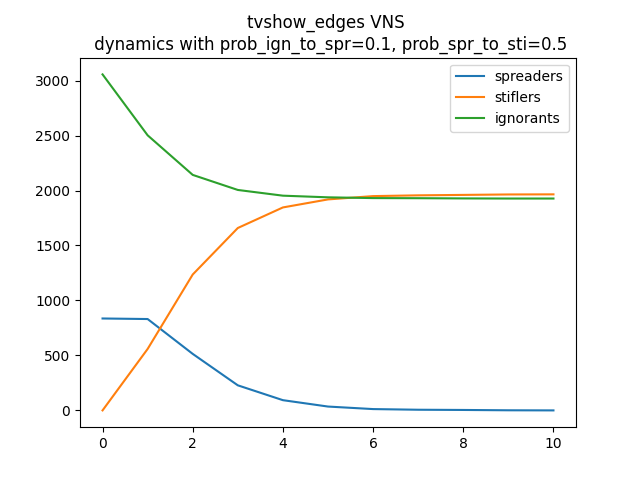 tvshow_edges VNS
dynamics with prob_ign_to_spr=0.1, prob_spr_to_sti=0.5
spreaders
stiflers
ignorants
3000
2500
2000
1500
1000
500
0
0 2 4 6 8 10